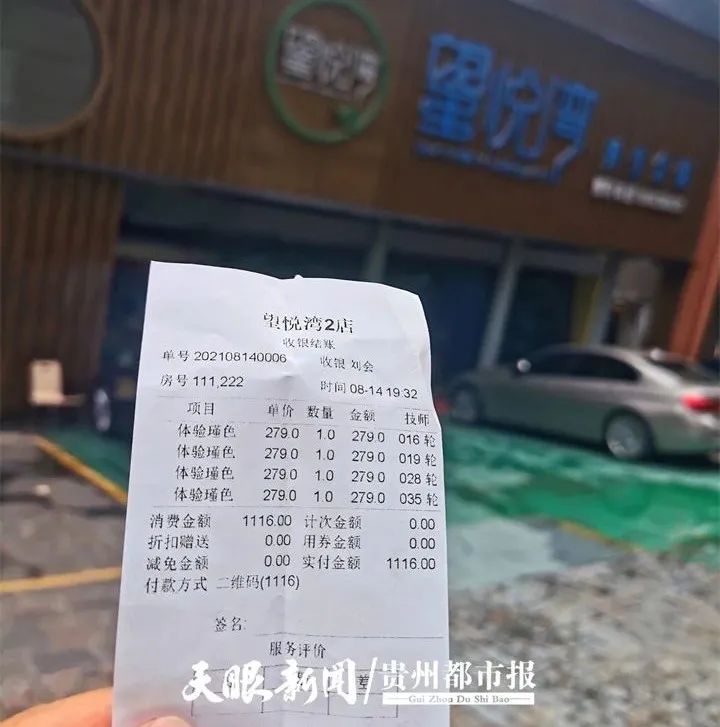 望悦湾
望悦湾
望悦湾2店
收银结账
单号 202108140006 收银 刘会
房号 111,222 时间 08-14 19:32
项目 单价 数量 金额 技师
体验瑾色 279.0 1.0 279.0 016 轮
体验瑾色 279.0 1.0 279.0 019 轮
体验瑾色 279.0 1.0 279.0 028 轮
体验瑾色 279.0 1.0 279.0 035 轮
消费金额 1116.00 计次金额 0.00
折扣赠送 0.00 用券金额 0.00
减免金额 0.00 实付金额 1116.00
付款方式 二维码(1116)
签名:
服务评价
差
天眼新闻/贵州都市报
Gui Zhou Du Shi Bao